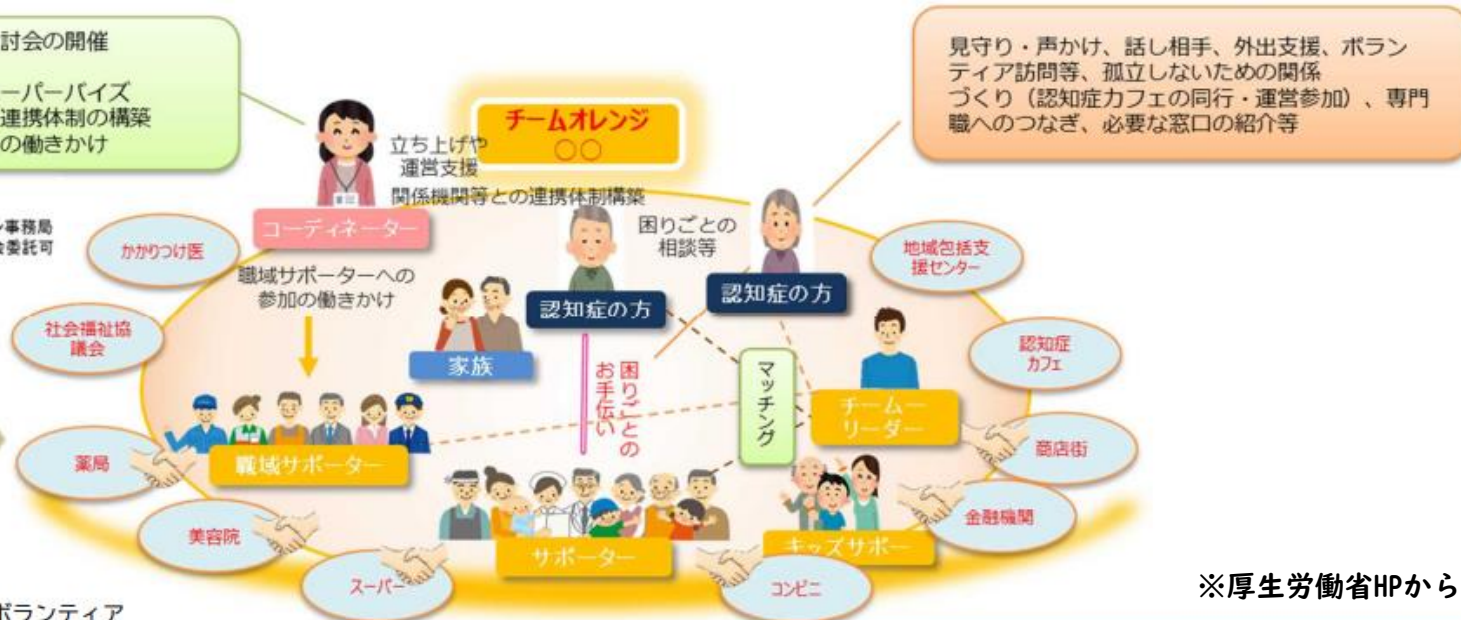 討会の開催
ーパーバイズ
連携体制の構築
の働きかけ
見守り・声かけ、話し相手、外出支援、ボラン
ティア訪問等、孤立しないための関係
づくり（認知症カフェの同行・運営参加）、専門
職へのつなぎ、必要な窓口の紹介等
チームオレンジ
○○
立ち上げや
運営支援
関係機関等との連携体制構築
コーディネーター
事務局
委託可
かかりつけ医
困りごとの
相談等
地域包括支
援センター
職域サポーターへの
参加の働きかけ
認知症の方
認知症の方
社会福祉協
議会
家族
認知症
カフェ
困りごとの
お手伝い
マッチング
チームー
リーダー
薬局
職域サポーター
商店街
美容院
サポーター
キッズサポー
金融機関
スーパー
コンビニ
※厚生労働省HPから
ボランティア